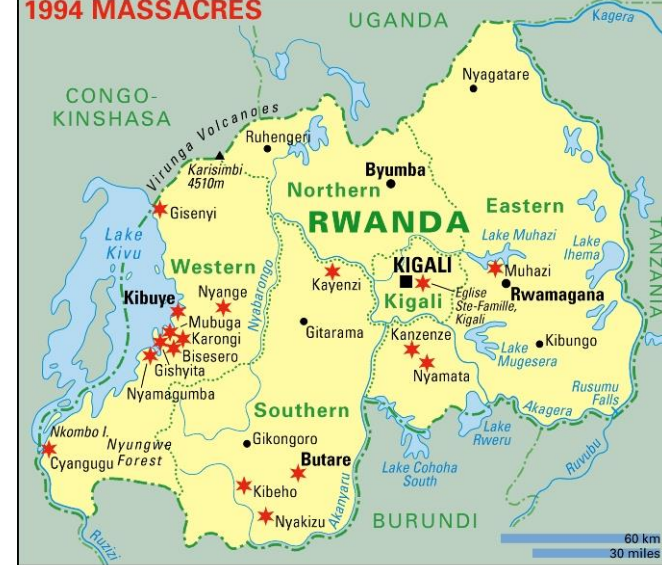 1994 MASSACRES
UGANDA
Kagera
CONGO-
KINSHASA
Nyagatare
Virunga Volcanoes
Ruhengeri
Karisimbi
4510m
Byumba
Northern
Gisenyi
RWANDA
Eastern
TANZANIA
Lake
Kivu
Lake Muhazi
Lake
Ihema
Western
Kayenzi
KIGALI
Muhazi
Kibuye
Nyange
Nyabarongo
Kigali
Eglise
Ste-Famille,
Kigali
Rwamagana
Mubuga
Karongi
Bisesero
Gishyita
Nyamagumba
Gitarama
Kanzenze
Nyamata
Kibungo
Lake
Mugesera
Rusumu
Falls
Akagera
Southern
Nkombo I.
Cyangugu
Nyungwe
Forest
Gikongoro
Butare
Lake
Rweru
Lake Cohoha
South
Ruvubu
Kibeho
Akanyaru
Nyakizu
BURUNDI
Ruzizi
60 km
30 miles